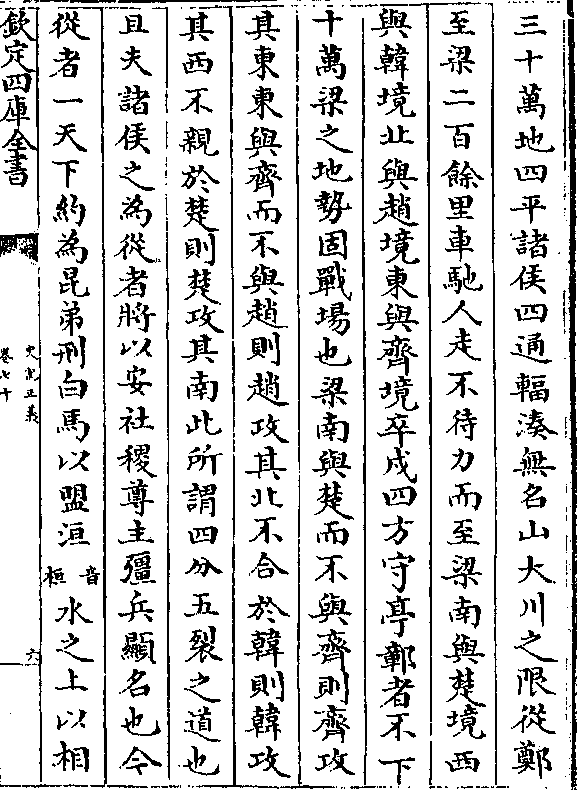 三十萬地四平諸侯四通輻湊無名山大川之限從鄭
至梁二百餘里車馳人走不待力而至梁南與楚境西
與韓境北與趙境東與齊境卒戍四方守亭鄣者不下
十萬梁之地勢固戰場也梁南與楚而不與齊則齊攻
其東東與齊而不與趙則趙攻其北不合於韓則韓攻
其西不親於楚則楚攻其南此所謂四分五裂之道也
且夫諸侯之為從者將以安社稷尊主彊兵顯名也今
從者一天下約為昆弟刑白馬以盟洹音桓水之上以相
欽定四庫全書
史記正義
卷七十
六